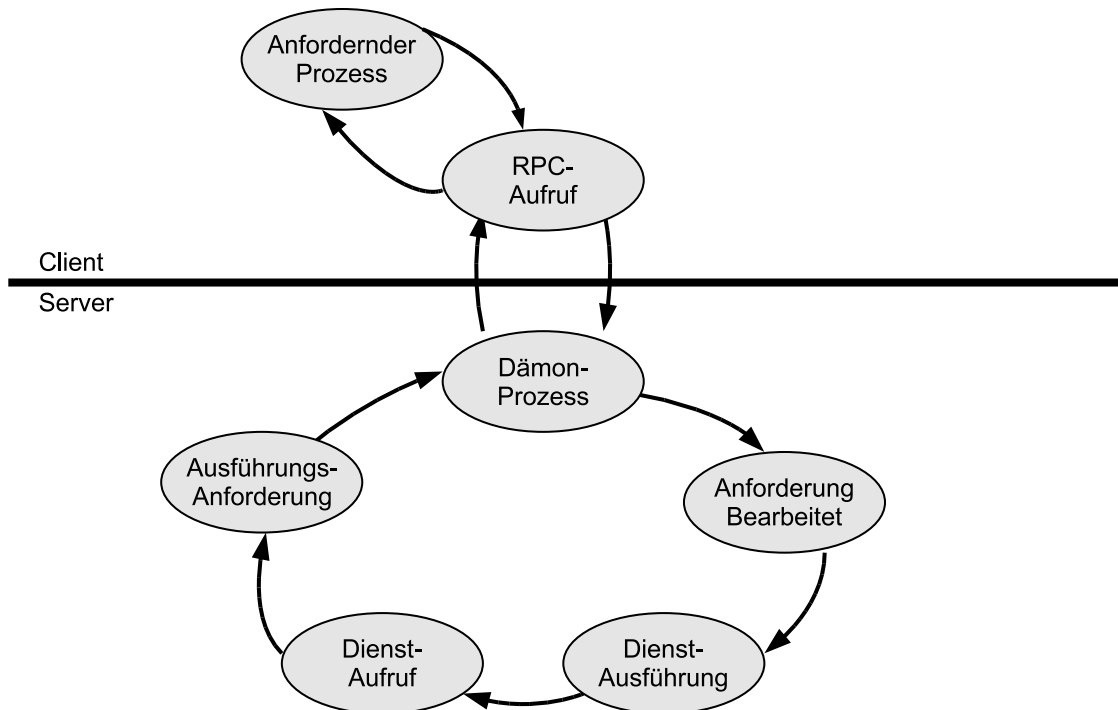 Anfordernder
Prozess
RPC-
Aufruf
Client
Server
Dämon-
Prozess
Ausführungs-
Anforderung
Anforderung
Bearbeitet
Dienst-
Aufruf
Dienst-
Ausführung